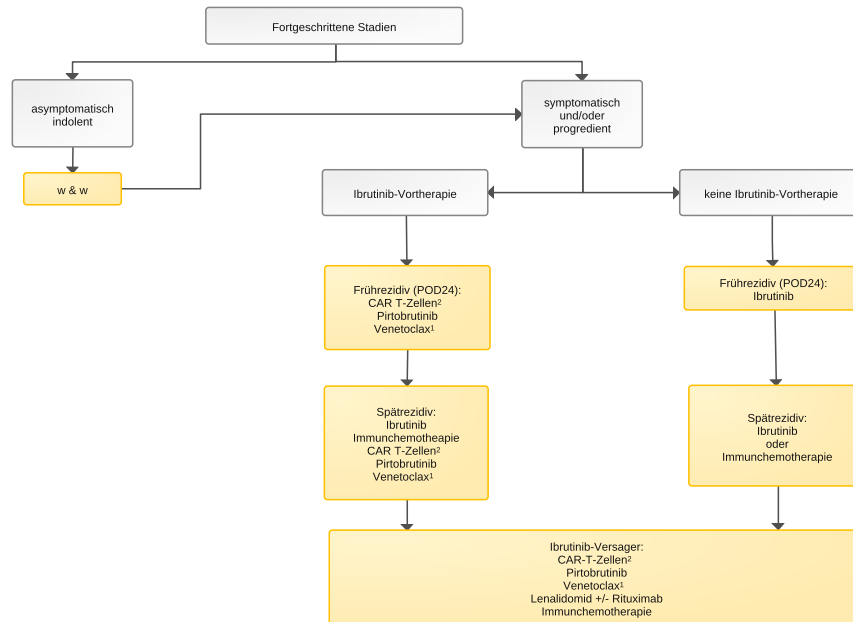 Fortgeschrittene Stadien
asymptomatisch
indolent
symptomatisch
und/oder
progredient
w & w
Ibrutinib-Vortherapie
keine Ibrutinib-Vortherapie
Frührezidiv (POD24):
CAR T-Zellen²
Pirtobrutinib
Venetoclax¹
Frührezidiv (POD24):
Ibrutinib
Spätrezidiv:
Ibrutinib
Immunchemotheapie
CAR T-Zellen²
Pirtobrutinib
Venetoclax¹
Spätrezidiv:
Ibrutinib
oder
Immunchemotherapie
Ibrutinib-Versager:
CAR-T-Zellen²
Pirtobrutinib
Venetoclax¹
Lenalidomid +/- Rituximab
Immunchemotherapie